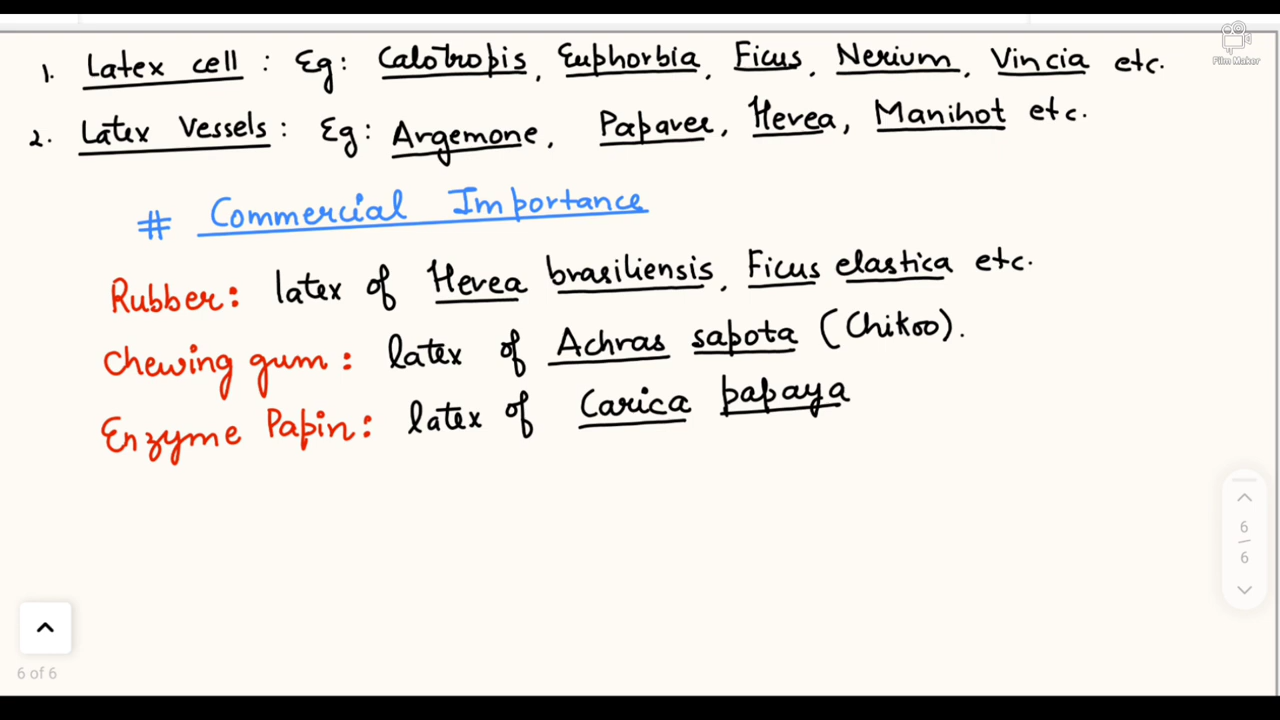 Film Maker
1. Latex cell : Eg: Calotropis, Euphorbia, Ficus, Nerium, Vincia etc.
2. Latex Vessels : Eg: Argemone, Papaver, Hevea, Manihot etc.
# Commercial Importance
Rubber: latex of Hevea brasiliensis, Ficus elastica etc.
Chewing gum: latex of Achras sapota (Chikoo).
Enzyme Papin: latex of Carica papaya
6
6
6 of 6